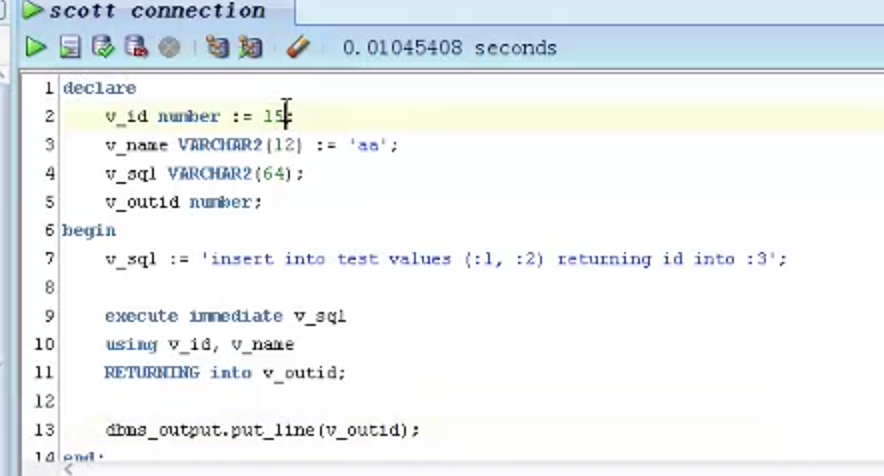 scott connection
0.01045408 seconds
1 declare
2 v_id number := 15;
3 v_name VARCHAR2(12) := 'aa';
4 v_sql VARCHAR2(64);
5 v_outid number;
6 begin
7 v_sql := 'insert into test values (:1, :2) returning id into :3';
8
9 execute immediate v_sql
10 using v_id, v_name
11 RETURNING into v_outid;
12
13 dbms_output.put_line(v_outid);
14 end;